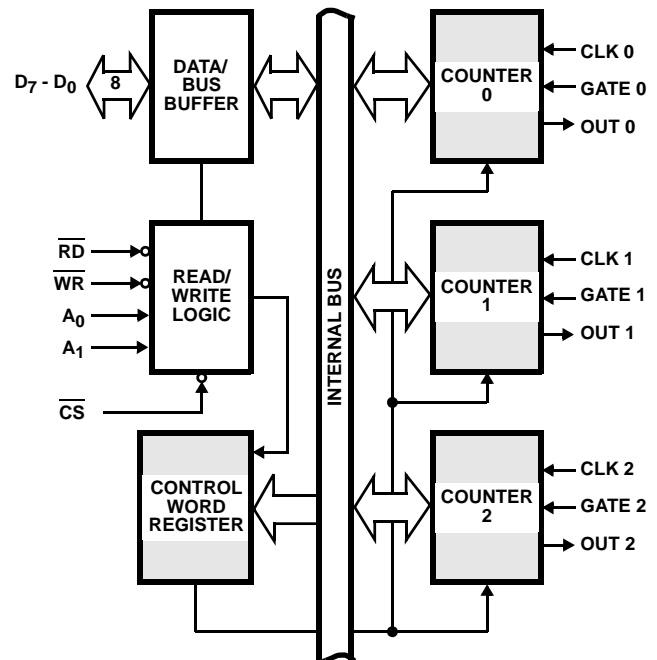 D7 - D0
8
DATA/
BUS
BUFFER
COUNTER
0
CLK 0
GATE 0
OUT 0
RD
WR
A0
A1
CS
READ/
WRITE
LOGIC
INTERNAL BUS
COUNTER
1
CLK 1
GATE 1
OUT 1
CONTROL
WORD
REGISTER
COUNTER
2
CLK 2
GATE 2
OUT 2